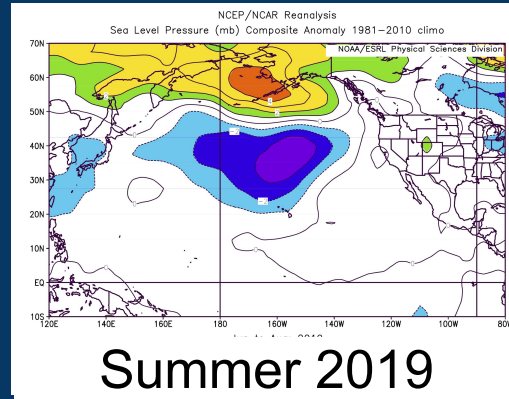 NCEP/NCAR Reanalysis
Sea Level Pressure (mb) Composite Anomaly 1981-2010 climo
NOAA/ESRL Physical Sciences Division
70N
60N
50N
40N
30N
20N
10N
EQ
10S
120E 140E 160E 180 160W 140W 120W 100W 80W
Summer 2019